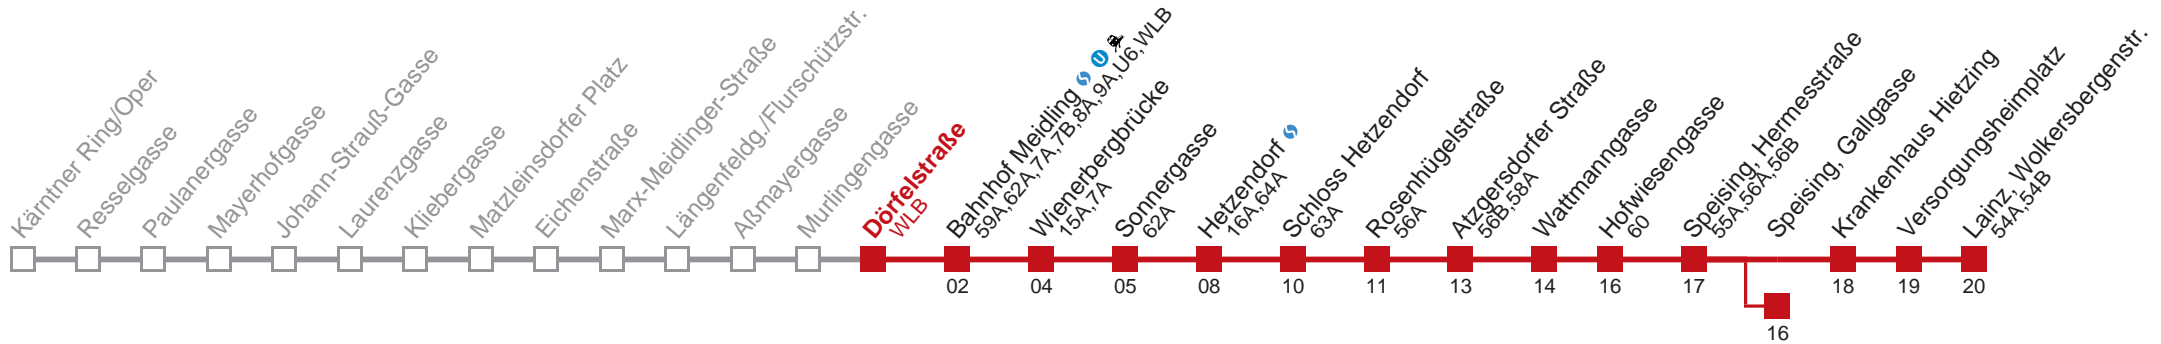 Kärntner Ring/Oper
Resselgasse
Paulanergasse
Mayerhofgasse
Johann-Strauß-Gasse
Laurenzgasse
Kliebergasse
Matzleinsdorfer Platz
Eichenstraße
Marx-Meidlinger-Straße
Längenfeldg./Flurschützstr.
Aßmayergasse
Murlingengasse
Dörfelstraße
WLB
Bahnhof Meidling U
59A,62A,7A,7B,8A,9A,U6,WLB
02
Wienerbergbrücke
15A,7A
04
Sonnergasse
62A
05
Hetzendorf
16A,64A
08
Schloss Hetzendorf
63A
10
Rosenhügelstraße
56A
11
Atzgersdorfer Straße
56B,58A
13
Wattmanngasse
14
Hofwiesengasse
60
16
Speising, Hermesstraße
55A,56A,56B
17
Speising, Gallgasse
16
Krankenhaus Hietzing
18
Versorgungsheimplatz
19
Lainz, Wolkersbergenstr.
54A,54B
20